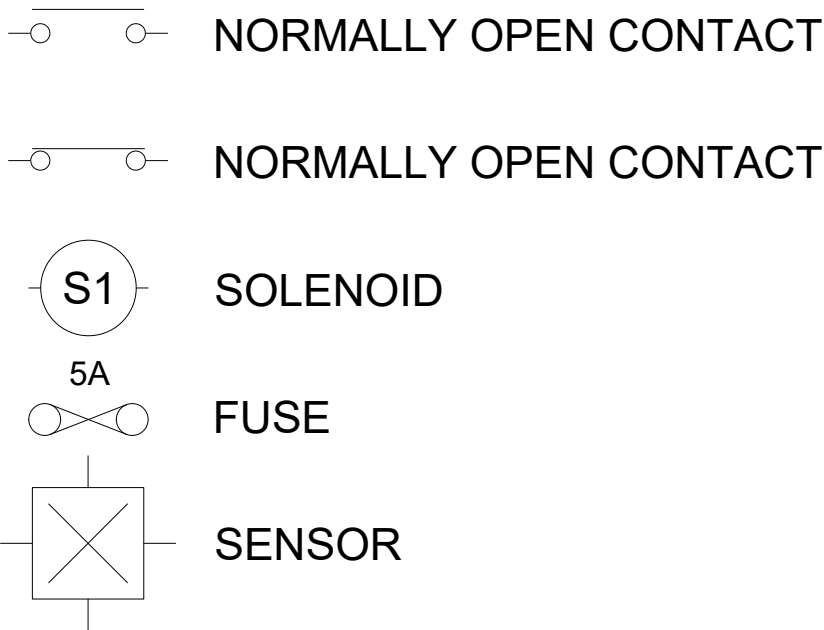 NORMALLY OPEN CONTACT
NORMALLY OPEN CONTACT
S1 SOLENOID
5A
FUSE
SENSOR